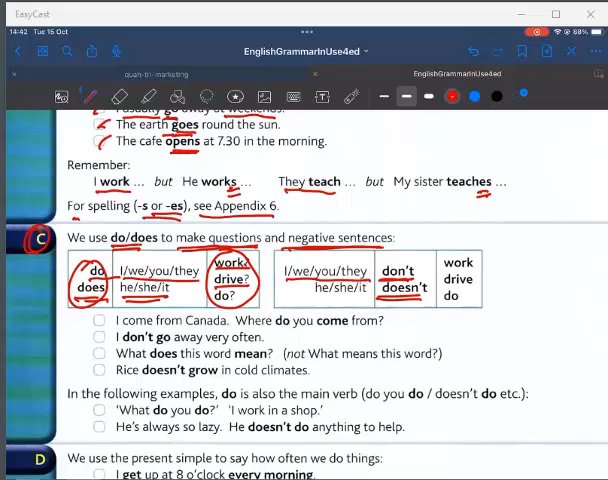 EasyCast
14:42 Tue 15 Oct
88%
EnglishGrammarInUse4ed
quan-tri-marketing
EnglishGrammarInUse4ed
I usually go away at weekends.
The earth goes round the sun.
The cafe opens at 7.30 in the morning.
Remember:
I work ... but He works ... They teach ... but My sister teaches ...
For spelling (-s or -es), see Appendix 6.
C
We use do/does to make questions and negative sentences:
do I/we/you/they work? I/we/you/they don't work
does he/she/it drive? he/she/it doesn't drive
do? do
I come from Canada. Where do you come from?
I don't go away very often.
What does this word mean? (not What means this word?)
Rice doesn't grow in cold climates.
In the following examples, do is also the main verb (do you do / doesn't do etc.):
'What do you do?' 'I work in a shop.'
He's always so lazy. He doesn't do anything to help.
D
We use the present simple to say how often we do things:
I get up at 8 o'clock every morning.